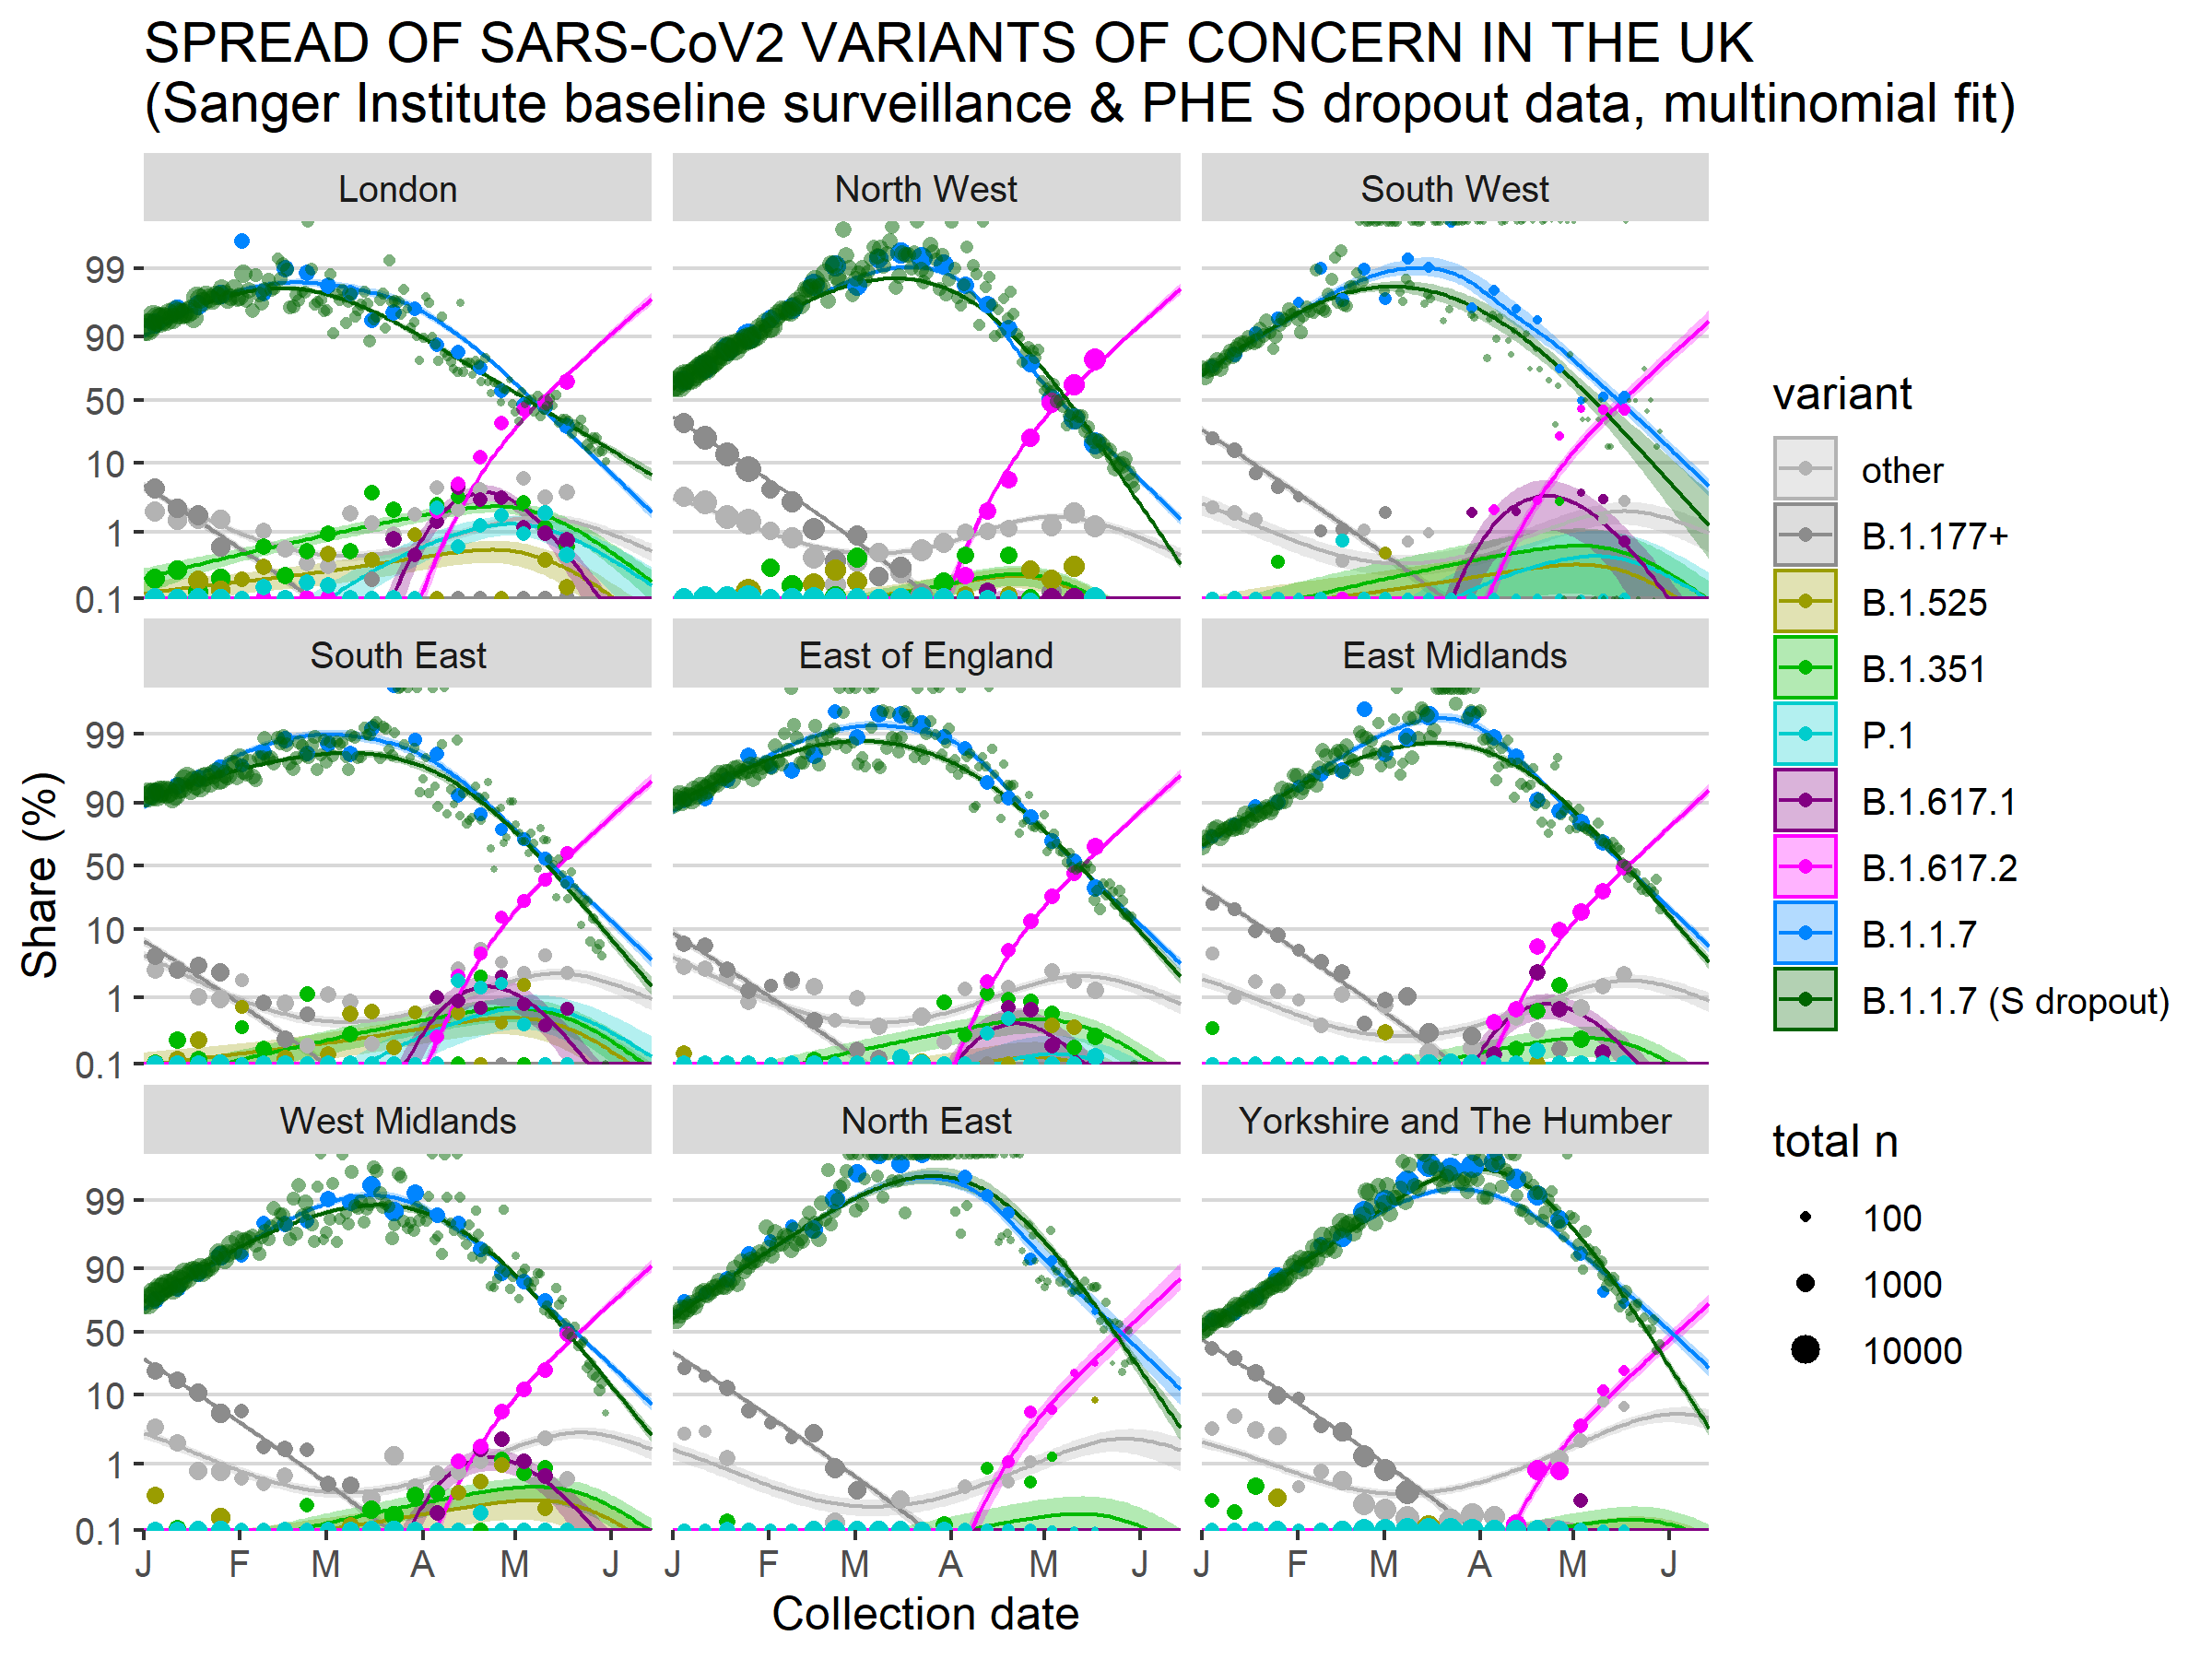 SPREAD OF SARS-CoV2 VARIANTS OF CONCERN IN THE UK
(Sanger Institute baseline surveillance & PHE S dropout data, multinomial fit)
London
North West
South West
99
90
50
10
1
0.1
South East
East of England
East Midlands
99
90
50
10
1
0.1
West Midlands
North East
Yorkshire and The Humber
99
90
50
10
1
0.1
J F M A M J
J F M A M J
J F M A M J
Collection date
Share (%)
variant
other
B.1.177+
B.1.525
B.1.351
P.1
B.1.617.1
B.1.617.2
B.1.1.7
B.1.1.7 (S dropout)
total n
100
1000
10000